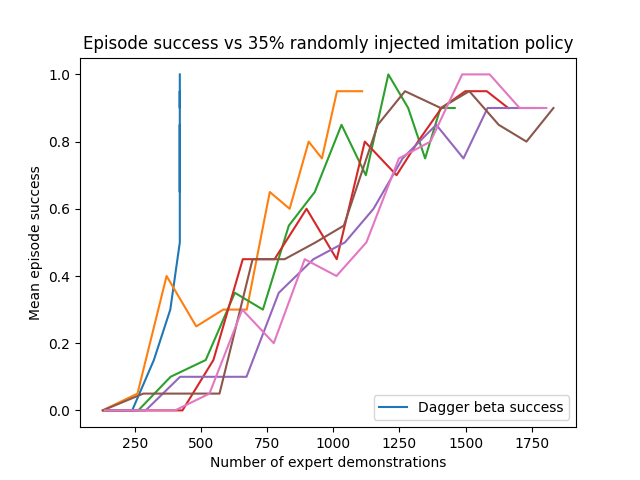 Episode success vs 35% randomly injected imitation policy
Mean episode success
1.0
0.8
0.6
0.4
0.2
0.0
Dagger beta success
250 500 750 1000 1250 1500 1750
Number of expert demonstrations